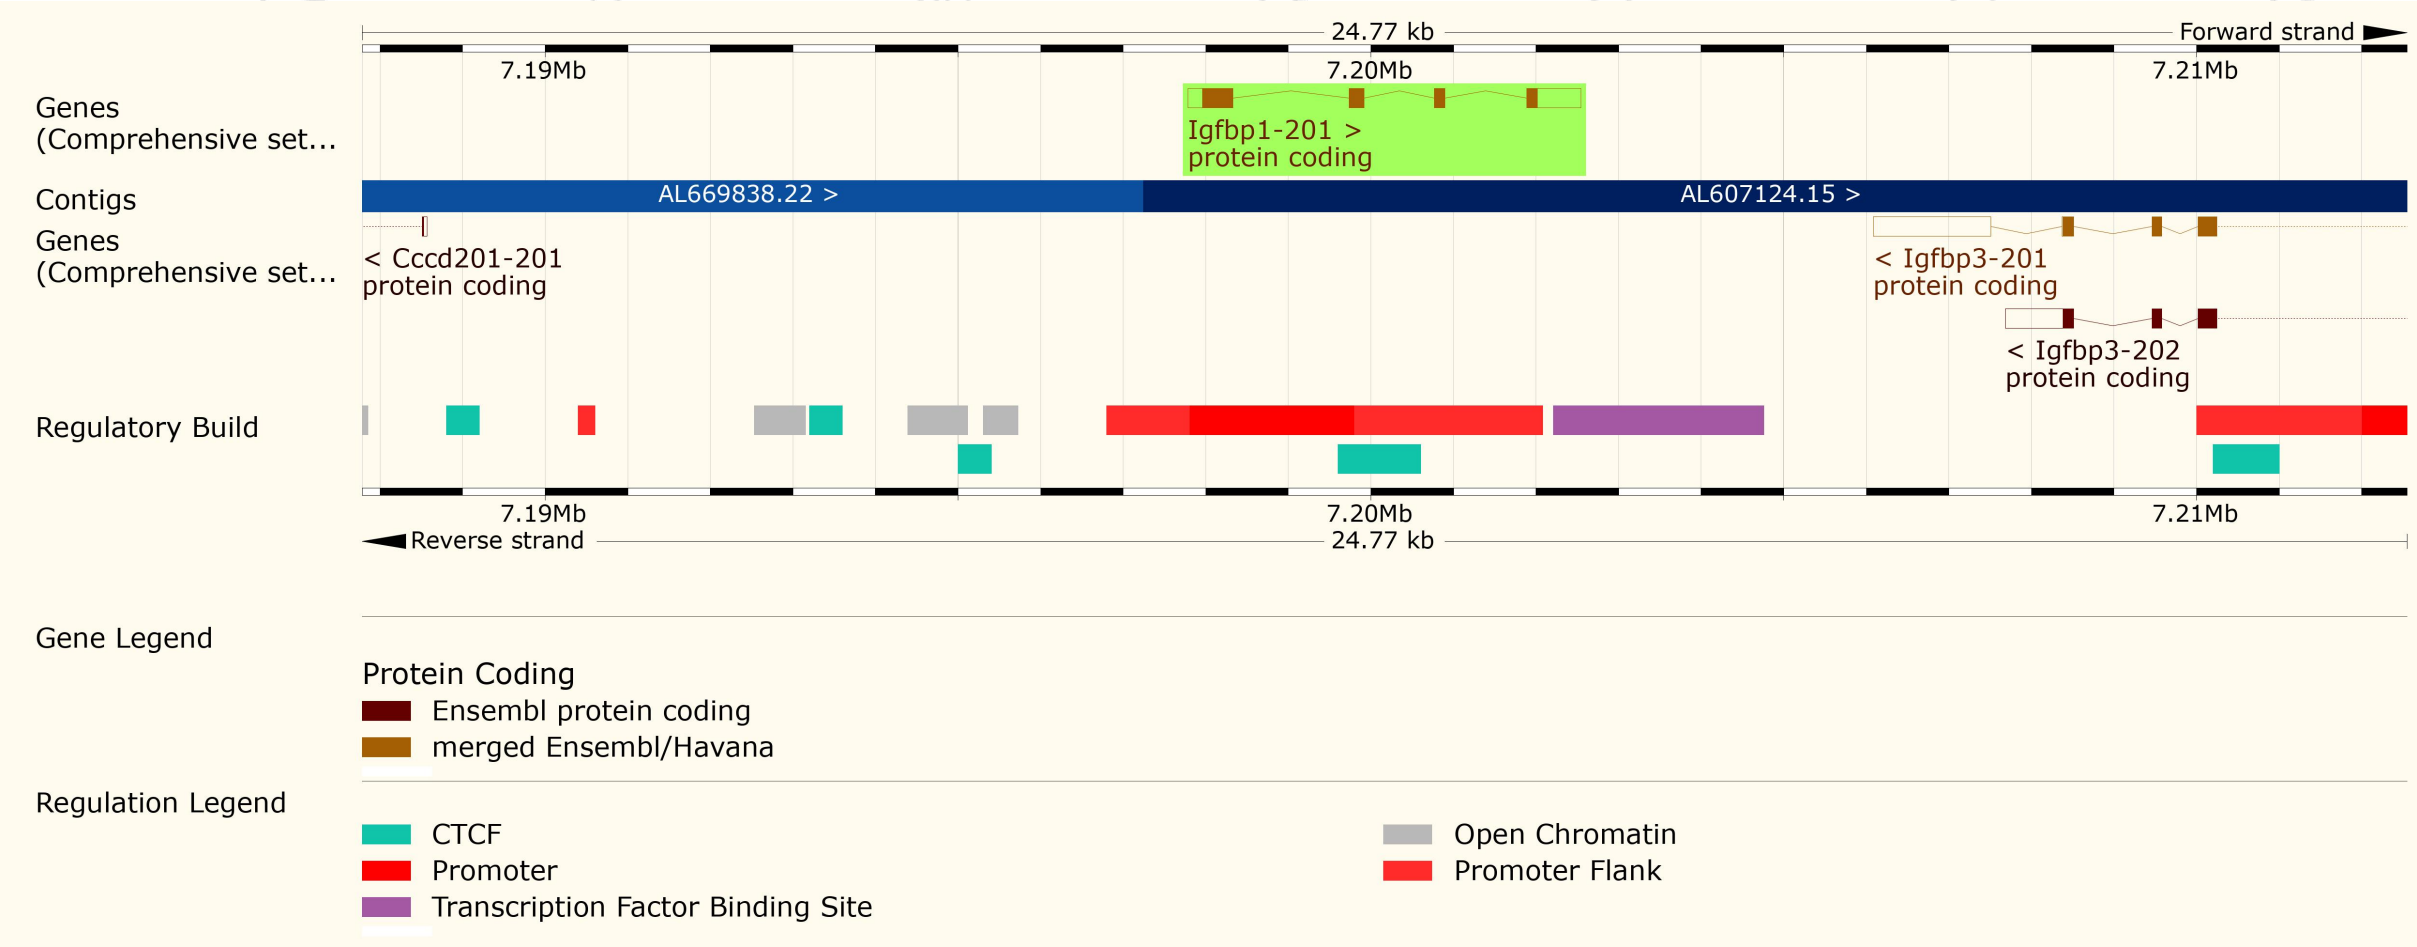 24.77 kb
Forward strand
7.19Mb 7.20Mb 7.21Mb
Genes
(Comprehensive set...
Igfbp1-201 >
protein coding
Contigs
AL669838.22 > AL607124.15 >
Genes
(Comprehensive set...
< Cccd201-201
protein coding
< Igfbp3-201
protein coding
< Igfbp3-202
protein coding
Regulatory Build
7.19Mb 7.20Mb 7.21Mb
Reverse strand 24.77 kb
Gene Legend
Protein Coding
Ensembl protein coding
merged Ensembl/Havana
Regulation Legend
CTCF
Open Chromatin
Promoter
Promoter Flank
Transcription Factor Binding Site